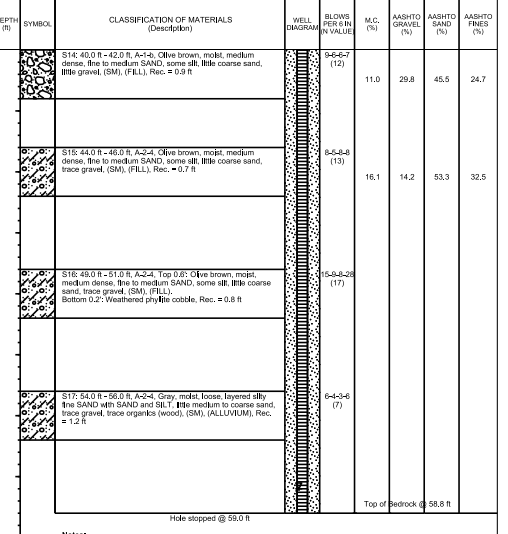 DEPTH (ft)
SYMBOL
CLASSIFICATION OF MATERIALS
(Description)
WELL DIAGRAM
BLOWS PER 6 IN (N VALUE)
M.C. (%)
AASHTO GRAVEL (%)
AASHTO SAND (%)
AASHTO FINES (%)
S14: 40.0 ft - 42.0 ft, A-1-b, Olive brown, moist, medium
dense, fine to medium SAND, some silt, little coarse sand,
little gravel, (SM), (FILL), Rec. = 0.9 ft
9-6-6-7
(12)
11.0 29.8 45.5 24.7
S15: 44.0 ft - 46.0 ft, A-2-4, Olive brown, moist, medium
dense, fine to medium SAND, some silt, little coarse sand,
trace gravel, (SM), (FILL), Rec. = 0.7 ft
8-5-8-8
(13)
16.1 14.2 53.3 32.5
S16: 49.0 ft - 51.0 ft, A-2-4, Top 0.6': Olive brown, moist,
medium dense, fine to medium SAND, some silt, little coarse
sand, trace gravel, (SM), (FILL).
Bottom 0.2': Weathered phyllite cobble, Rec. = 0.8 ft
15-9-8-28
(17)
S17: 54.0 ft - 56.0 ft, A-2-4, Gray, moist, loose, layered silty
fine SAND with SAND and SILT, little medium to coarse sand,
trace gravel, trace organics (wood), (SM), (ALLUVIUM), Rec.
= 1.2 ft
6-4-3-6
(7)
Top of Bedrock @ 58.8 ft
Hole stopped @ 59.0 ft